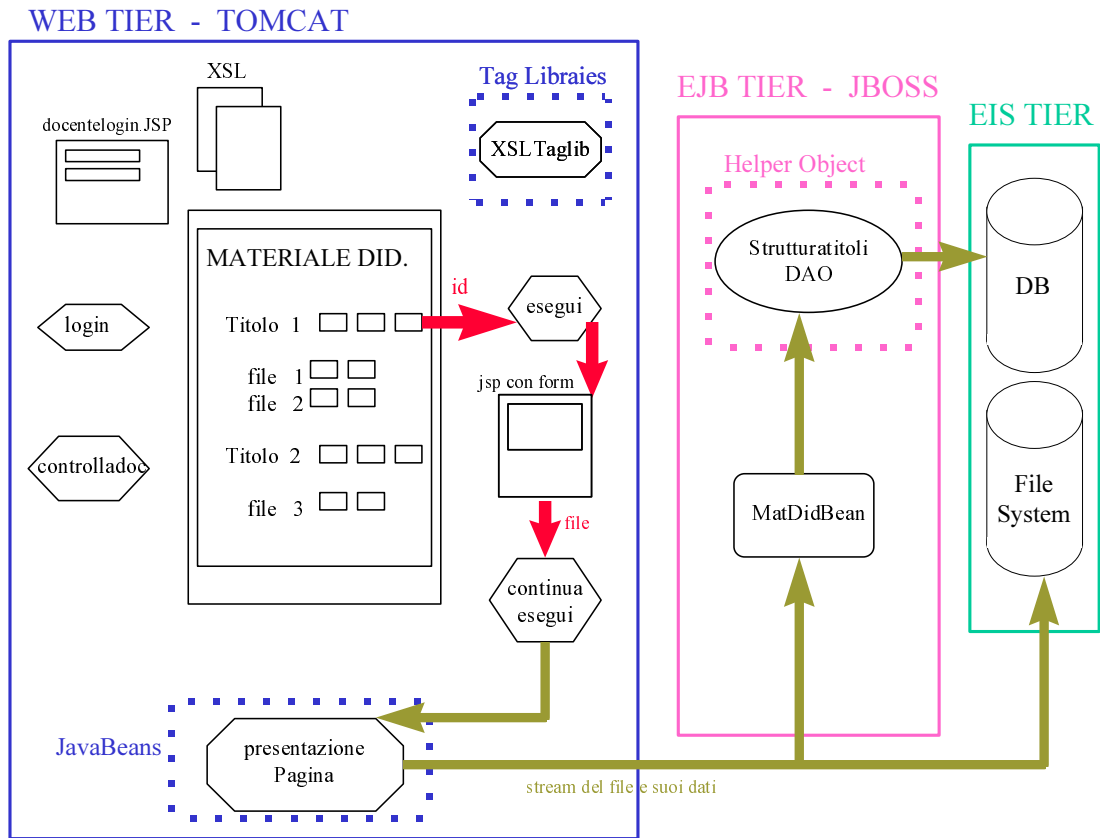 WEB TIER - TOMCAT
XSL
Tag Libraies
EJB TIER - JBOSS
EIS TIER
docentelogin.JSP
XSLTaglib
Helper Object
MATERIALE DID.
Strutturatitoli
DAO
DB
id
esegui
login
Titolo 1
file 1
file 2
jsp con form
Titolo 2
controlladoc
file 3
file
MatDidBean
File
System
continua
esegui
JavaBeans
presentazione
Pagina
stream del file e suoi dati